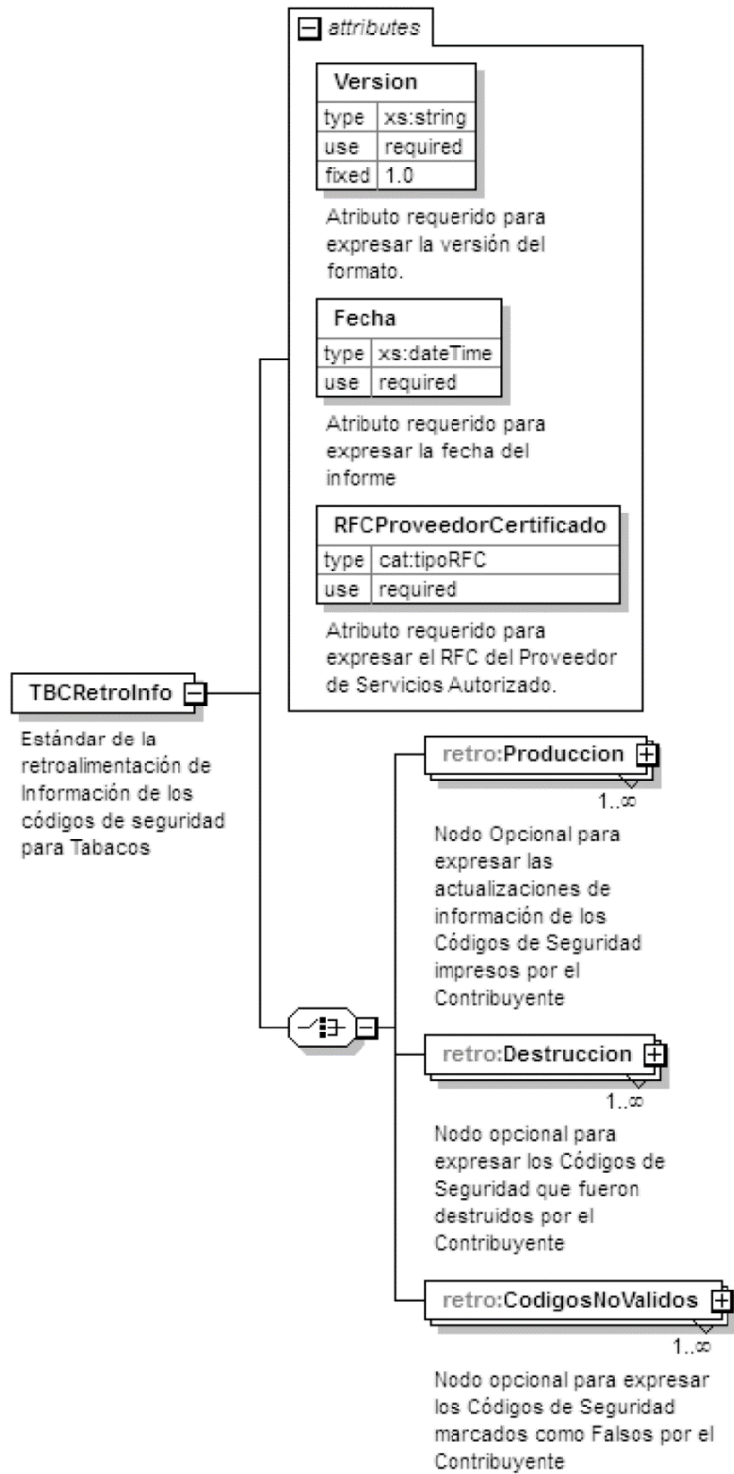 attributes
Version
type xs:string
use required
fixed 1.0
Atributo requerido para
expresar la versión del
formato.
Fecha
type xs:dateTime
use required
Atributo requerido para
expresar la fecha del
informe
RFCProveedorCertificado
type cat:tipoRFC
use required
Atributo requerido para
expresar el RFC del Proveedor
de Servicios Autorizado.
TBCRetroInfo
Estándar de la
retroalimentación de
Información de los
códigos de seguridad
para Tabacos
retro:Produccion
1..∞
Nodo Opcional para
expresar las
actualizaciones de
información de los
Códigos de Seguridad
impresos por el
Contribuyente
retro:Destruccion
1..∞
Nodo opcional para
expresar los Códigos de
Seguridad que fueron
destruidos por el
Contribuyente
retro:CodigosNoValidos
1..∞
Nodo opcional para expresar
los Códigos de Seguridad
marcados como Falsos por el
Contribuyente